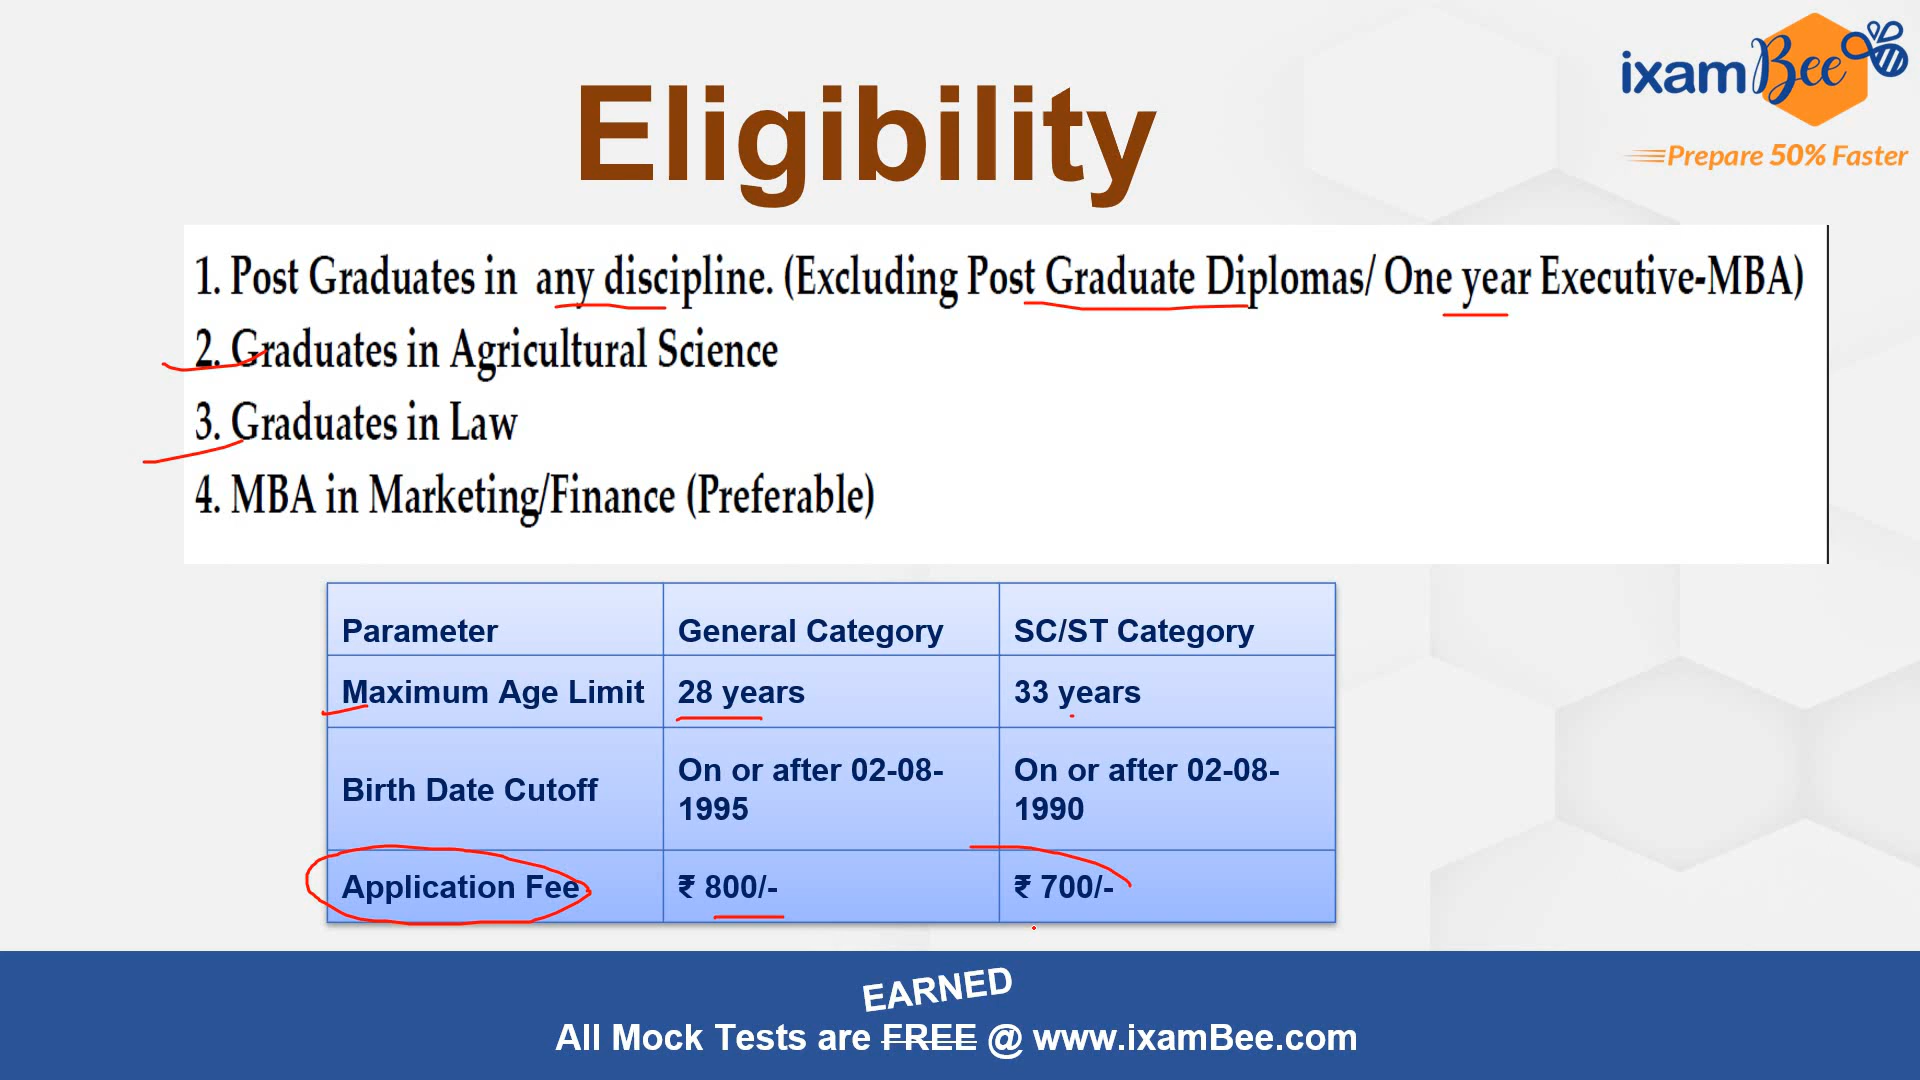 ixamBee
Prepare 50% Faster
Eligibility
1. Post Graduates in any discipline. (Excluding Post Graduate Diplomas/ One year Executive-MBA)
2. Graduates in Agricultural Science
3. Graduates in Law
4. MBA in Marketing/Finance (Preferable)
Parameter General Category SC/ST Category
Maximum Age Limit 28 years 33 years
Birth Date Cutoff On or after 02-08-1995 On or after 02-08-1990
Application Fee ₹ 800/- ₹ 700/-
EARNED
All Mock Tests are FREE @ www.ixamBee.com